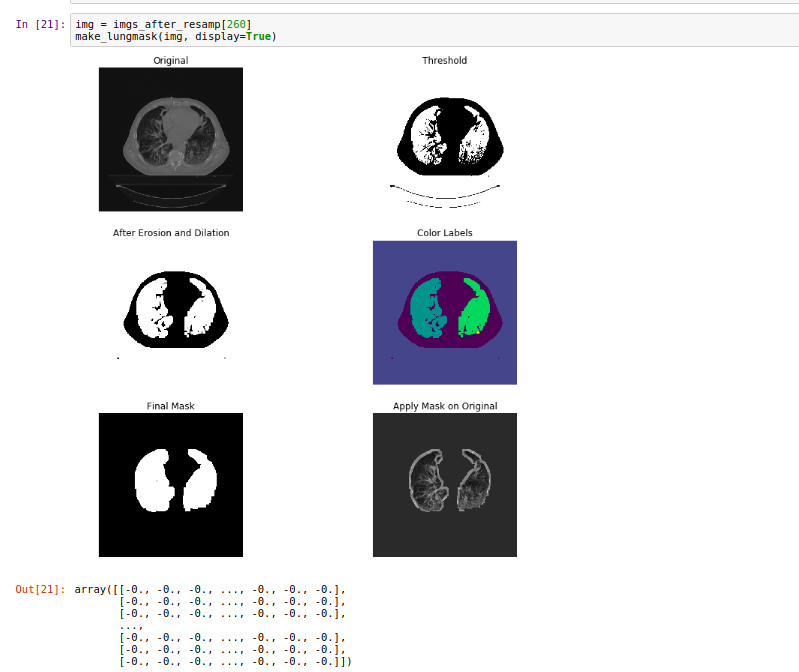 In [21]: img = imgs_after_resamp[260]
make_lungmask(img, display=True)
Original
Threshold
After Erosion and Dilation
Color Labels
Final Mask
Apply Mask on Original
Out[21]: array([[-0., -0., -0., ..., -0., -0., -0.],
[-0., -0., -0., ..., -0., -0., -0.],
[-0., -0., -0., ..., -0., -0., -0.],
...,
[-0., -0., -0., ..., -0., -0., -0.],
[-0., -0., -0., ..., -0., -0., -0.],
[-0., -0., -0., ..., -0., -0., -0.]])